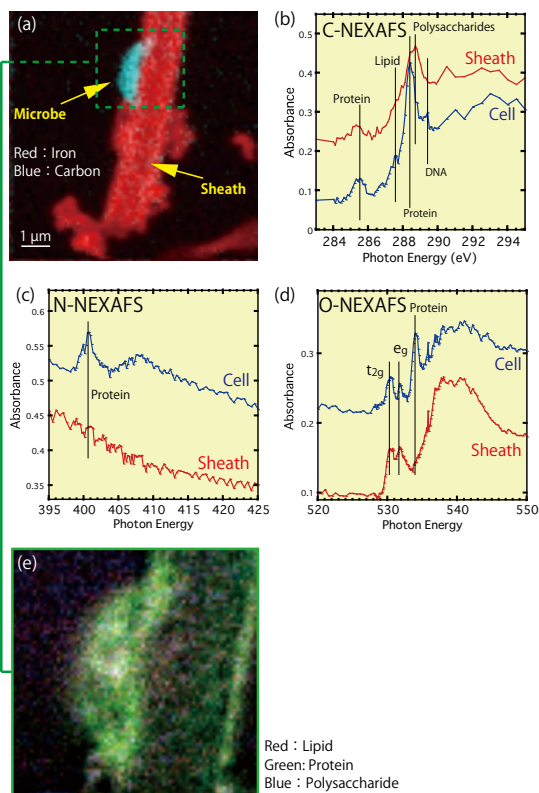 (a)
Microbe
Red：Iron
Blue：Carbon
Sheath
1 μm
(b)
C-NEXAFS
Polysaccharides
Sheath
Lipid
Protein
Cell
DNA
Protein
Absorbance
0.5
0.4
0.3
0.2
0.1
0
284 286 288 290 292 294
Photon Energy (eV)
(c)
N-NEXAFS
Protein
Cell
Sheath
Absorbance
0.65
0.55
0.5
0.45
0.4
0.35
395 400 405 410 415 420 425
Photon Energy
(d)
O-NEXAFS
Protein
t2g
eg
Cell
Sheath
Absorbance
0.3
0.2
0.1
520 530 540 550
Photon Energy
(e)
Red：Lipid
Green: Protein
Blue：Polysaccharide